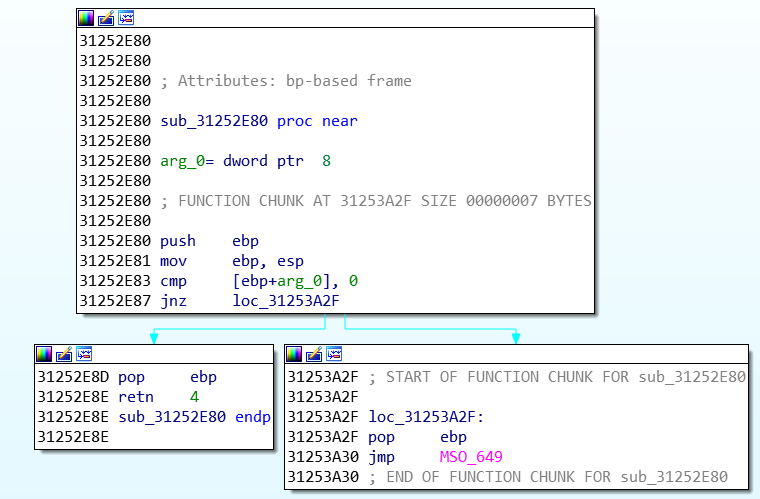 31252E80
31252E80
31252E80 ; Attributes: bp-based frame
31252E80
31252E80 sub_31252E80 proc near
31252E80
31252E80 arg_0= dword ptr  8
31252E80
31252E80 ; FUNCTION CHUNK AT 31253A2F SIZE 00000007 BYTES
31252E80
31252E80 push    ebp
31252E81 mov     ebp, esp
31252E83 cmp     [ebp+arg_0], 0
31252E87 jnz     loc_31253A2F
31252E8D pop     ebp
31252E8E retn    4
31252E8E sub_31252E80 endp
31252E8E
31253A2F ; START OF FUNCTION CHUNK FOR sub_31252E80
31253A2F
31253A2F loc_31253A2F:
31253A2F pop     ebp
31253A30 jmp     MSO_649
31253A30 ; END OF FUNCTION CHUNK FOR sub_31252E80